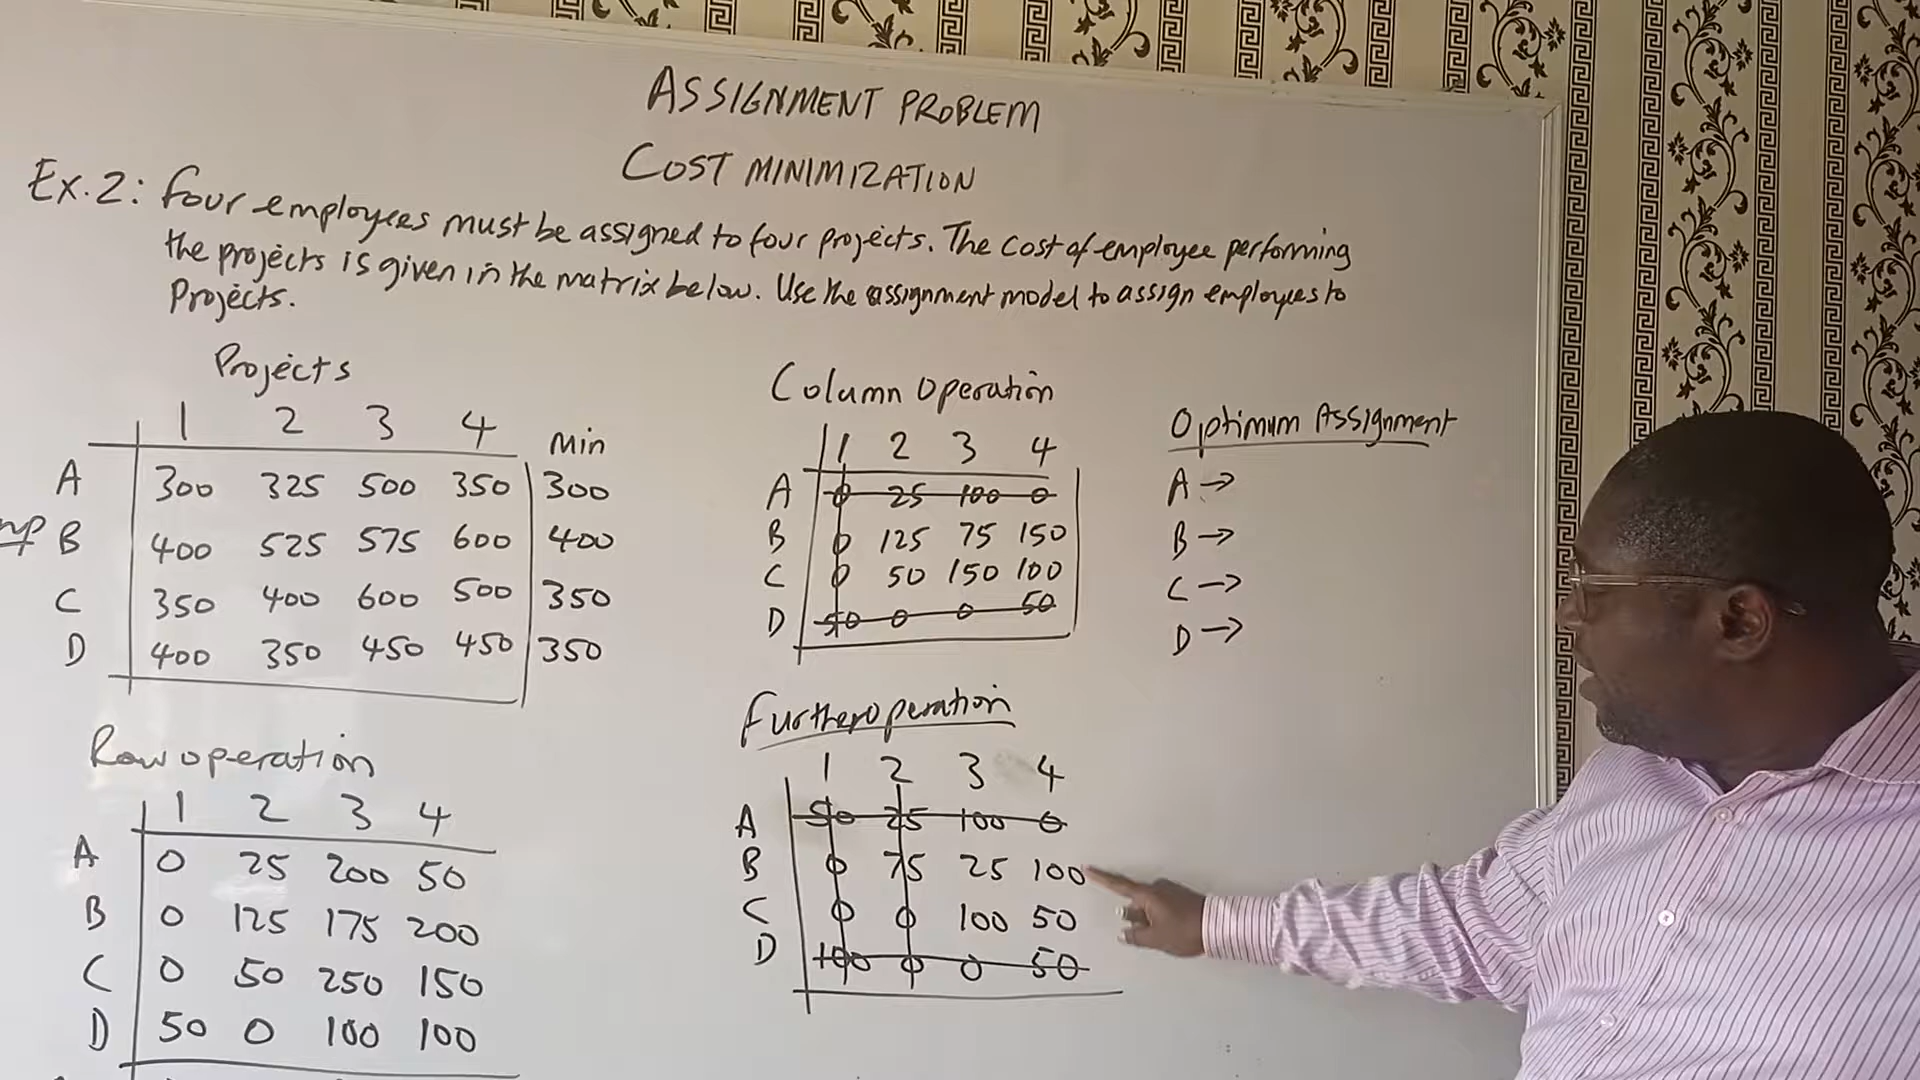 ASSIGNMENT PROBLEM
COST MINIMIZATION
Ex.2: Four employees must be assigned to four projects. The cost of employee performing
the projects is given in the matrix below. Use the assignment model to assign employees to
Projects.
Projects
1 2 3 4 Min
A 300 325 500 350 300
B 400 525 575 600 400
C 350 400 600 500 350
D 400 350 450 450 350
Row operation
1 2 3 4
A 0 25 200 50
B 0 125 175 200
C 0 50 250 150
D 50 0 100 100
Column Operation
1 2 3 4
A 0 25 100 0
B 0 125 75 150
C 0 50 150 100
D 50 0 0 50
Further Operation
1 2 3 4
A 50 25 100 0
B 0 75 25 100
C 0 0 100 50
D 100 0 0 50
Optimum Assignment
A →
B →
C →
D →